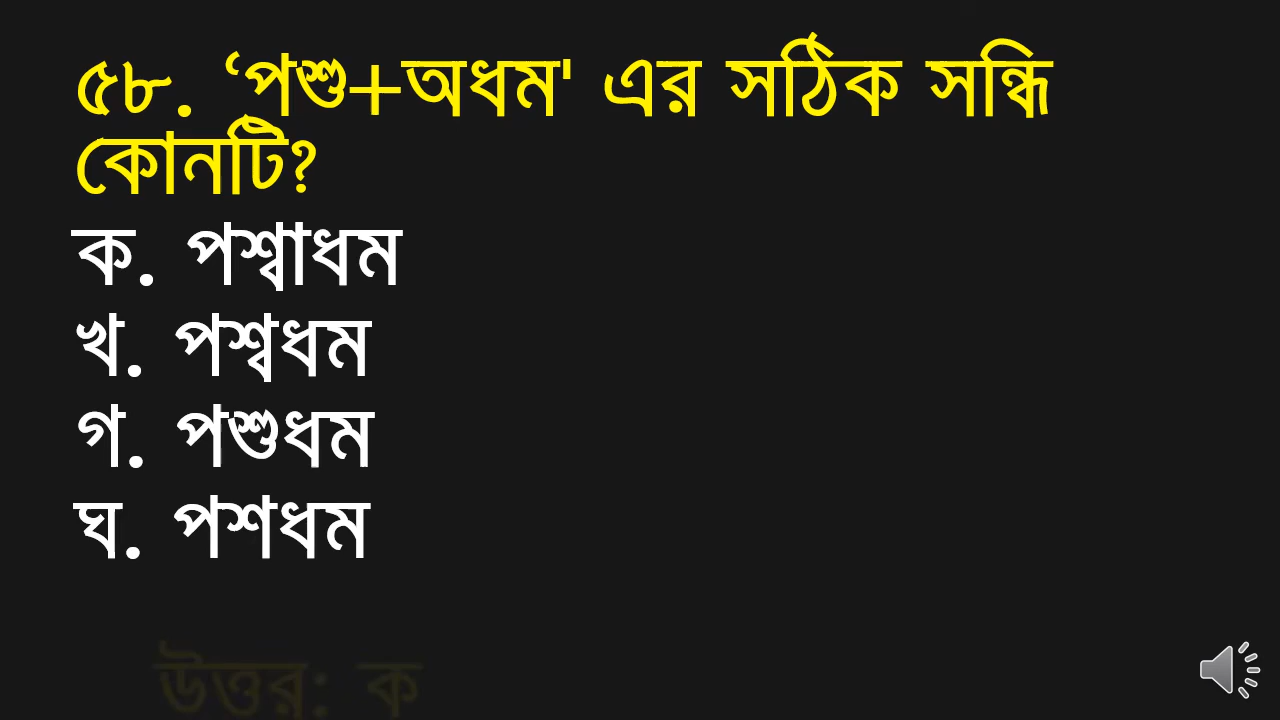 ৫৮. ‘পশু+অধম' এর সঠিক সন্ধি
কোনটি?
ক. পশ্বাধম
খ. পশ্বধম
গ. পশুধম
ঘ. পশধম
উত্তর: ক